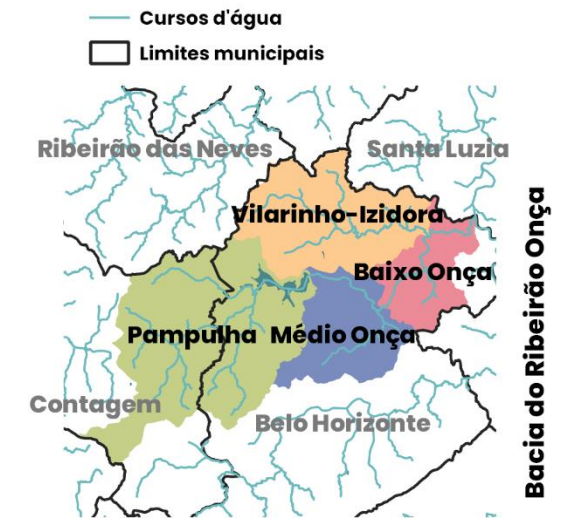 Cursos d'água
Limites municipais
Ribeirão das Neves
Santa Luzia
Vilarinho-Izidora
Baixo Onça
Pampulha
Médio Onça
Contagem
Belo Horizonte
Bacia do Ribeirão Onça